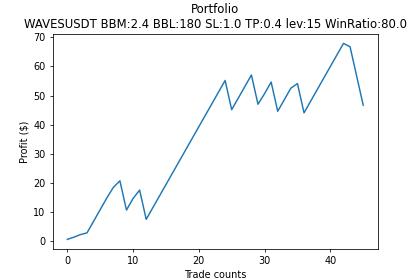 Portfolio
WAVESUSDT BBM:2.4 BBL:180 SL:1.0 TP:0.4 lev:15 WinRatio:80.0
70
60
50
40
30
20
10
0
Profit ($)
0 10 20 30 40
Trade counts